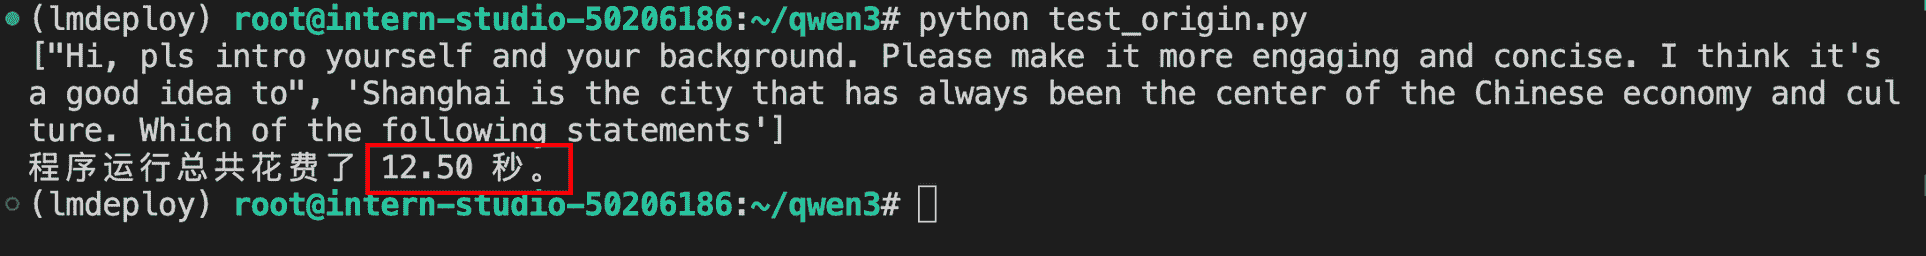 (lmdeploy) root@intern-studio-50206186:~/qwen3# python test_origin.py
["Hi, pls intro yourself and your background. Please make it more engaging and concise. I think it's
a good idea to", 'Shanghai is the city that has always been the center of the Chinese economy and cul
ture. Which of the following statements']
程序运行总共花费了 12.50 秒。
(lmdeploy) root@intern-studio-50206186:~/qwen3#